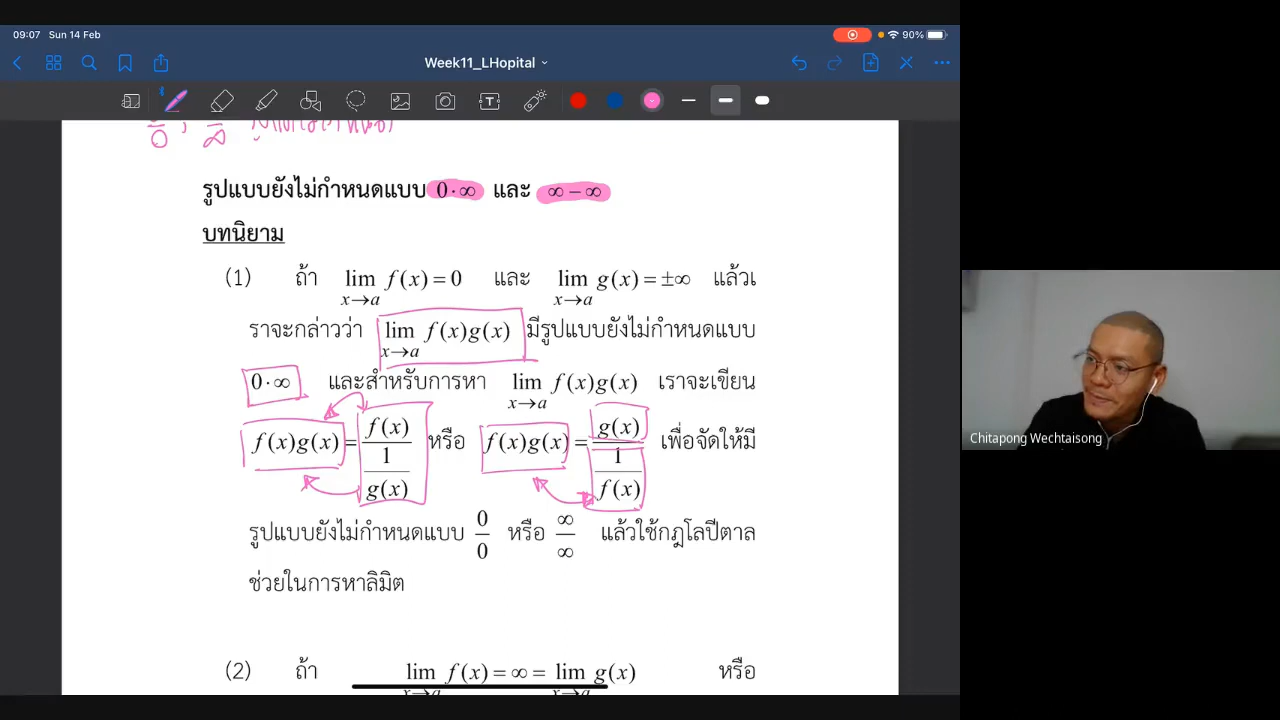 09:07 Sun 14 Feb 90%
Week11_LHopital
0 , ∞
รูปแบบยังไม่กำหนดแบบ 0·∞ และ ∞ − ∞
บทนิยาม
(1) ถ้า lim x→a f(x) = 0 และ lim x→a g(x) = ±∞ แล้วเ
ราจะกล่าวว่า lim x→a f(x)g(x) มีรูปแบบยังไม่กำหนดแบบ
0·∞ และสำหรับการหา lim x→a f(x)g(x) เราจะเขียน
f(x)g(x) = f(x)/(1/g(x)) หรือ f(x)g(x) = g(x)/(1/f(x)) เพื่อจัดให้มี
รูปแบบยังไม่กำหนดแบบ 0/0 หรือ ∞/∞ แล้วใช้กฎโลปีตาล
ช่วยในการหาลิมิต
(2) ถ้า lim x→a f(x) = ∞ = lim x→a g(x) หรือ
Chitapong Wechtaisong